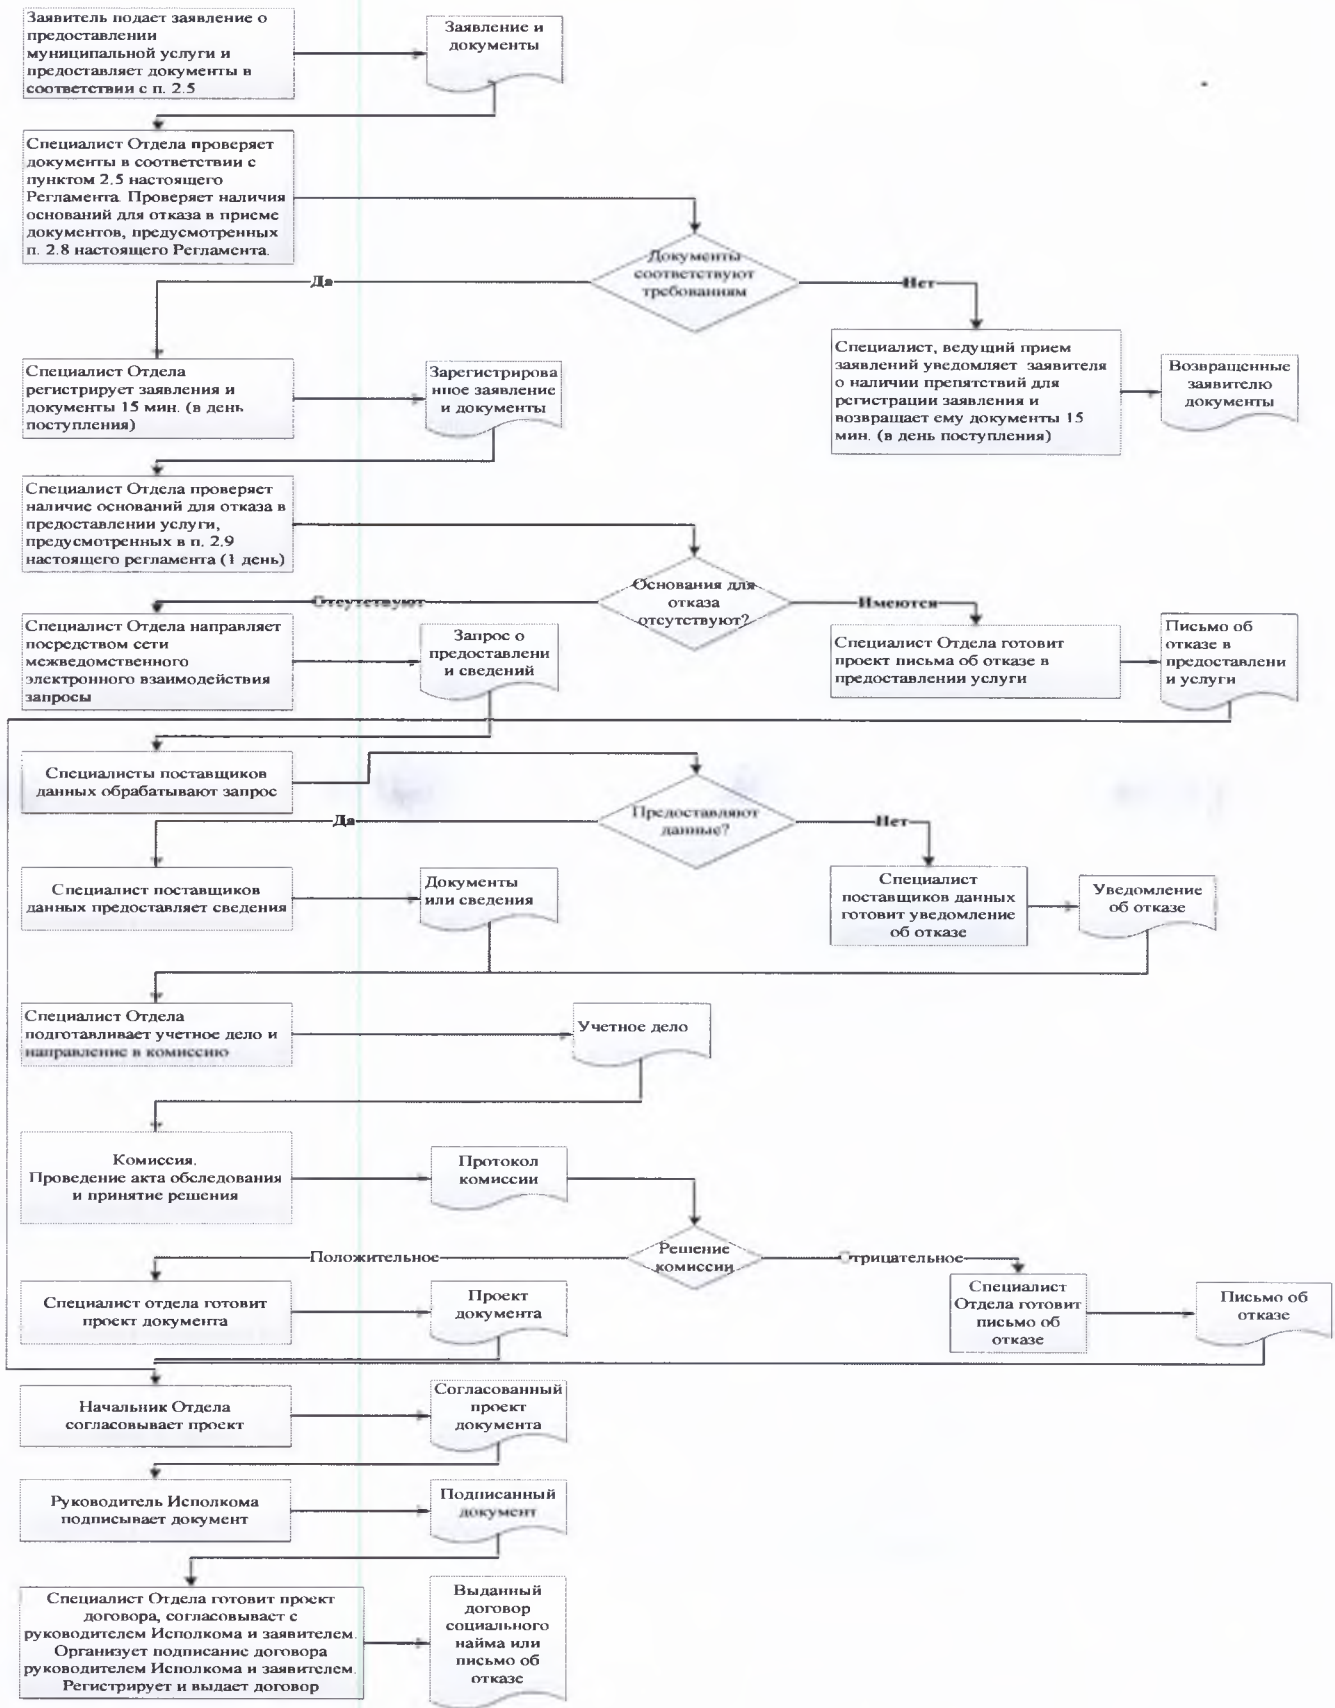 Заявитель подает заявление о
предоставлении
муниципальной услуги и
предоставляет документы в
соответствии с п. 2.5
Заявление и
документы
Специалист Отдела проверяет
документы в соответствии с
пунктом 2.5 настоящего
Регламента. Проверяет наличия
оснований для отказа в приеме
документов, предусмотренных
п. 2.8 настоящего Регламента.
Документы
соответствуют
требованиям
Да
Нет
Специалист Отдела
регистрирует заявления и
документы 15 мин. (в день
поступления)
Зарегистрирова
нное заявление
и документы
Специалист, ведущий прием
заявлений уведомляет заявителя
о наличии препятствий для
регистрации заявления и
возвращает ему документы 15
мин. (в день поступления)
Возвращенные
заявителю
документы
Специалист Отдела проверяет
наличие оснований для отказа в
предоставлении услуги,
предусмотренных в п. 2.9
настоящего регламента (1 день)
Основания для
отказа
отсутствуют?
Отсутствуют
Имеются
Специалист Отдела направляет
посредством сети
межведомственного
электронного взаимодействия
запросы
Запрос о
предоставлени
и сведений
Специалист Отдела готовит
проект письма об отказе в
предоставлении услуги
Письмо об
отказе в
предоставлени
и услуги
Специалисты поставщиков
данных обрабатывают запрос
Предоставляют
данные?
Да
Нет
Специалист поставщиков
данных предоставляет сведения
Документы
или сведения
Специалист
поставщиков данных
готовит уведомление
об отказе
Уведомление
об отказе
Специалист Отдела
подготавливает учетное дело и
направление в комиссию
Учетное дело
Комиссия.
Проведение акта обследования
и принятие решения
Протокол
комиссии
Решение
комиссии
Положительное
Отрицательное
Специалист отдела готовит
проект документа
Проект
документа
Специалист
Отдела готовит
письмо об
отказе
Письмо об
отказе
Начальник Отдела
согласовывает проект
Согласованный
проект
документа
Руководитель Исполкома
подписывает документ
Подписанный
документ
Специалист Отдела готовит проект
договора, согласовывает с
руководителем Исполкома и заявителем.
Организует подписание договора
руководителем Исполкома и заявителем.
Регистрирует и выдает договор
Выданный
договор
социального
найма или
письмо об
отказе